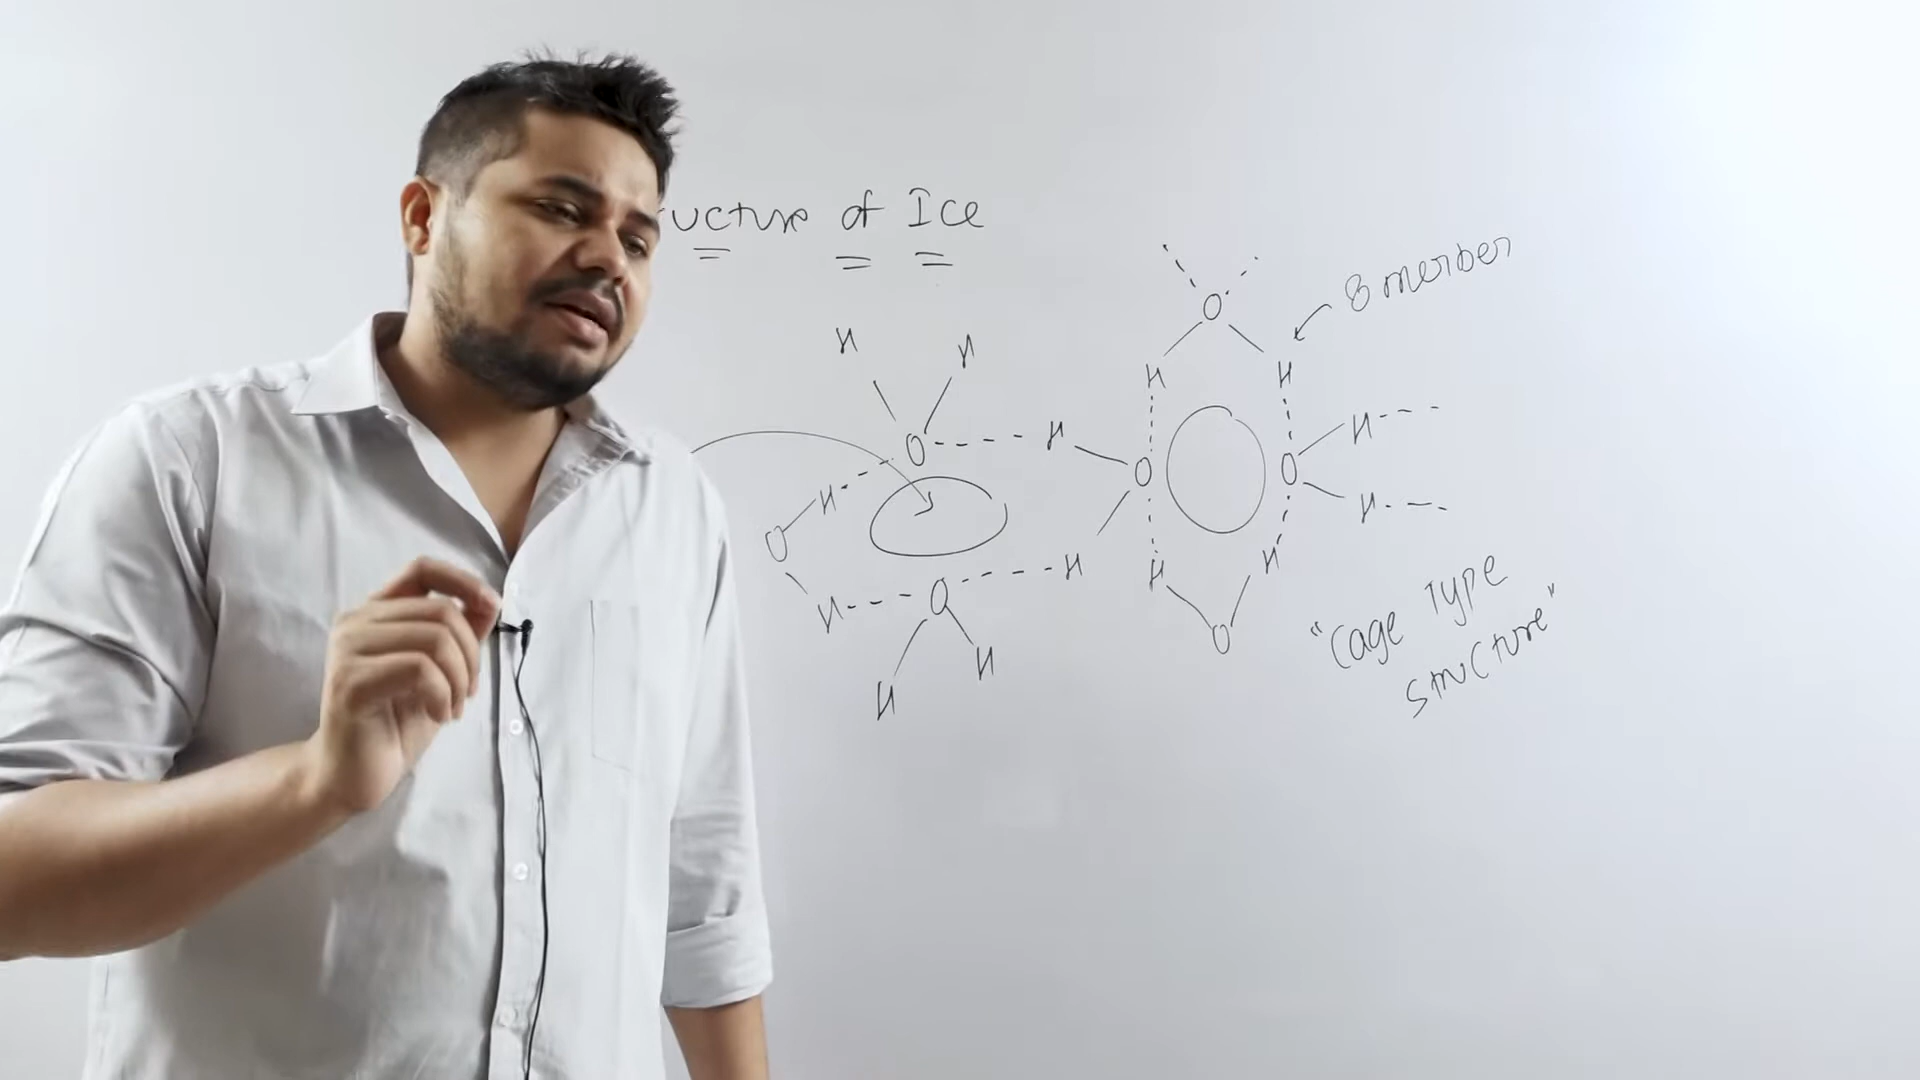 ucture of Ice
8 member
H H
O H
H H
O H H
O O
H
O H
H O H H H
H H O
"Cage Type
structure"